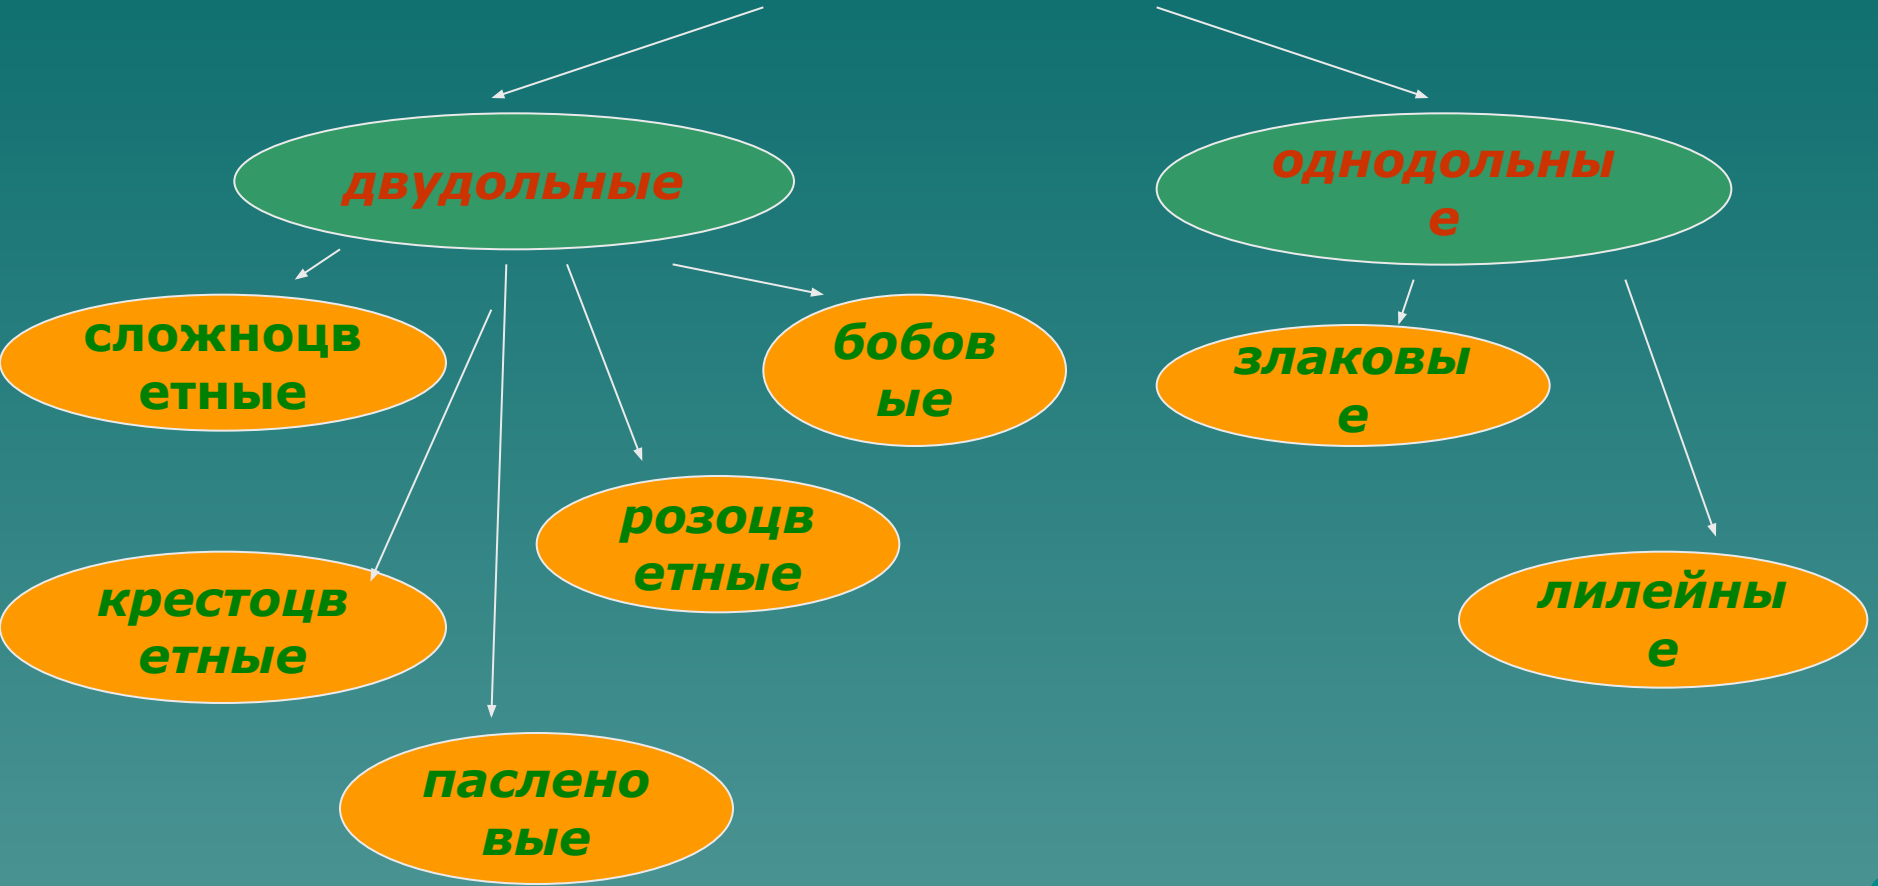 двудольные
однодольны
е
сложноцв
етные
бобов
ые
злаковы
е
розоцв
етные
крестоцв
етные
лилейны
е
паслено
вые